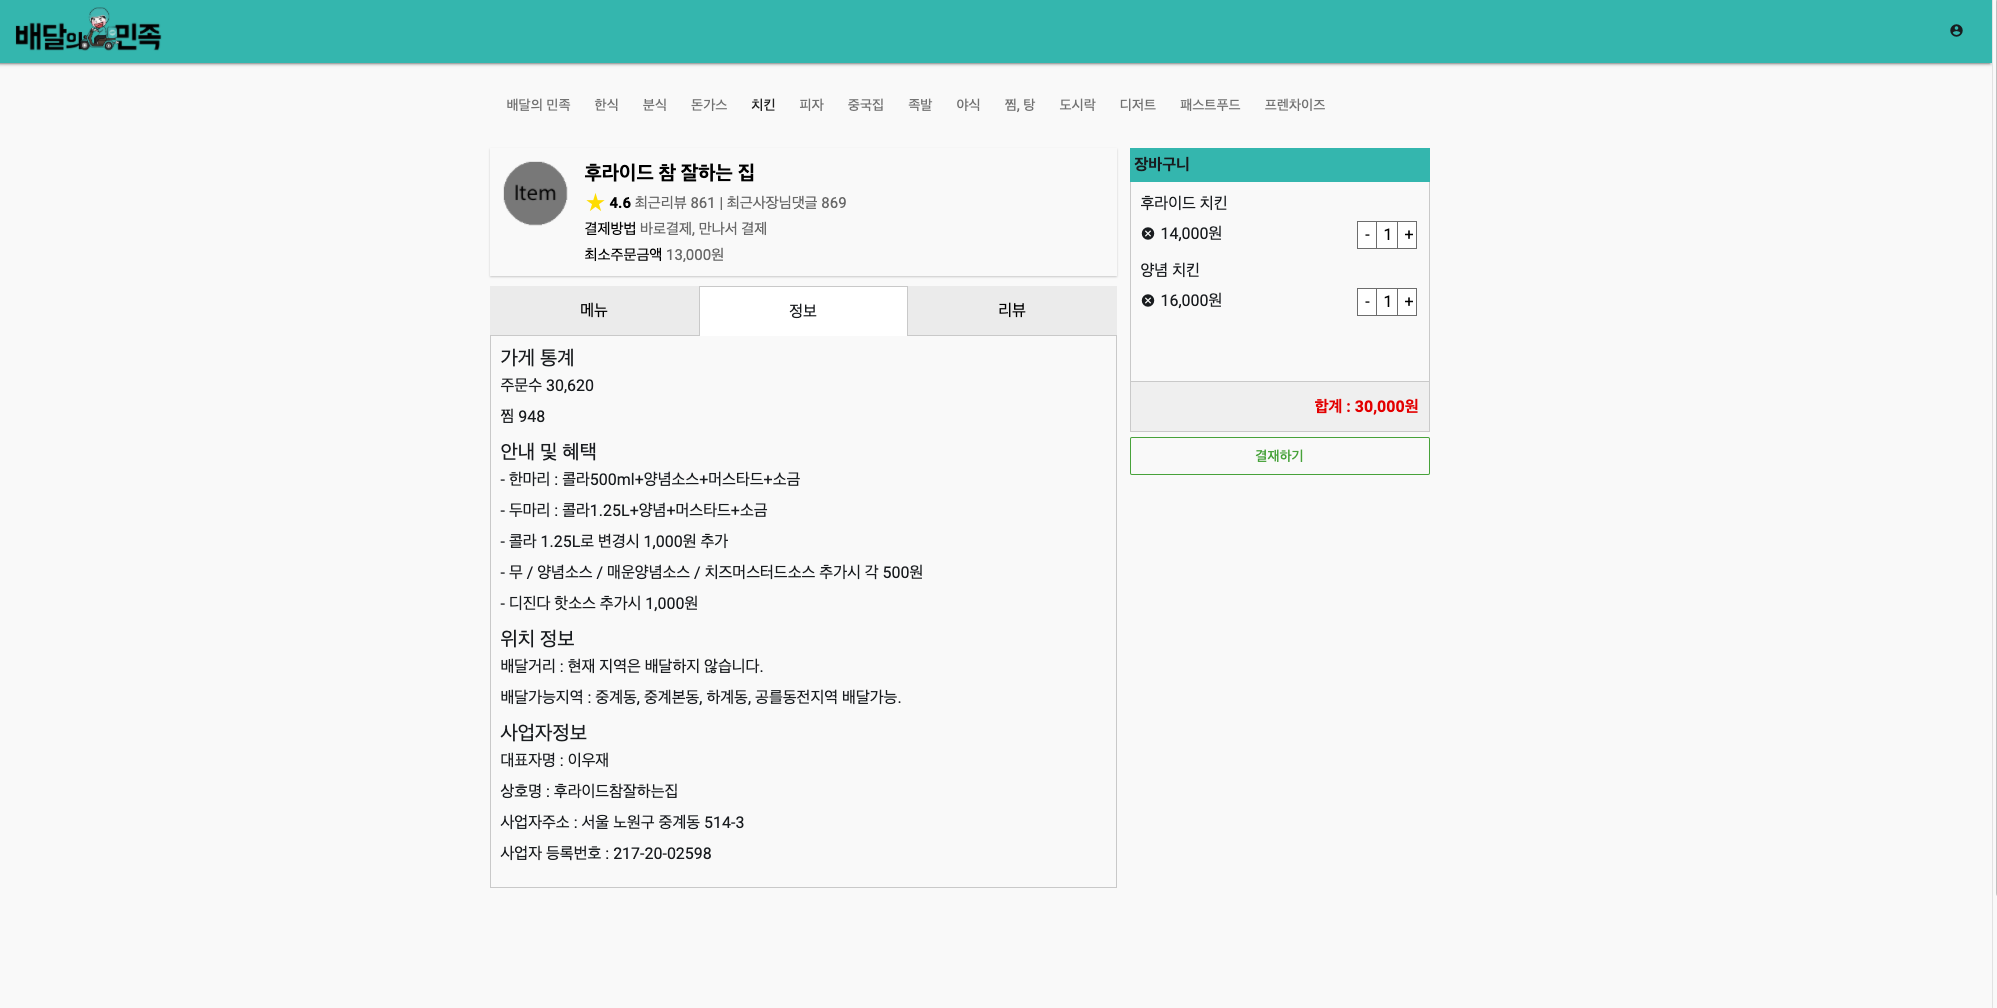 배달의민족
배달의 민족 한식 분식 돈가스 치킨 피자 중국집 족발 야식 찜, 탕 도시락 디저트 패스트푸드 프렌차이즈
Item
후라이드 참 잘하는 집
4.6 최근리뷰 861 | 최근사장님댓글 869
결제방법 바로결제, 만나서 결제
최소주문금액 13,000원
메뉴 정보 리뷰
가게 통계
주문수 30,620
찜 948
안내 및 혜택
- 한마리 : 콜라500ml+양념소스+머스타드+소금
- 두마리 : 콜라1.25L+양념+머스타드+소금
- 콜라 1.25L로 변경시 1,000원 추가
- 무 / 양념소스 / 매운양념소스 / 치즈머스터드소스 추가시 각 500원
- 디진다 핫소스 추가시 1,000원
위치 정보
배달거리 : 현재 지역은 배달하지 않습니다.
배달가능지역 : 중계동, 중계본동, 하계동, 공릉동전지역 배달가능.
사업자정보
대표자명 : 이우재
상호명 : 후라이드참잘하는집
사업자주소 : 서울 노원구 중계동 514-3
사업자 등록번호 : 217-20-02598
장바구니
후라이드 치킨
14,000원 - 1 +
양념 치킨
16,000원 - 1 +
합계 : 30,000원
결재하기